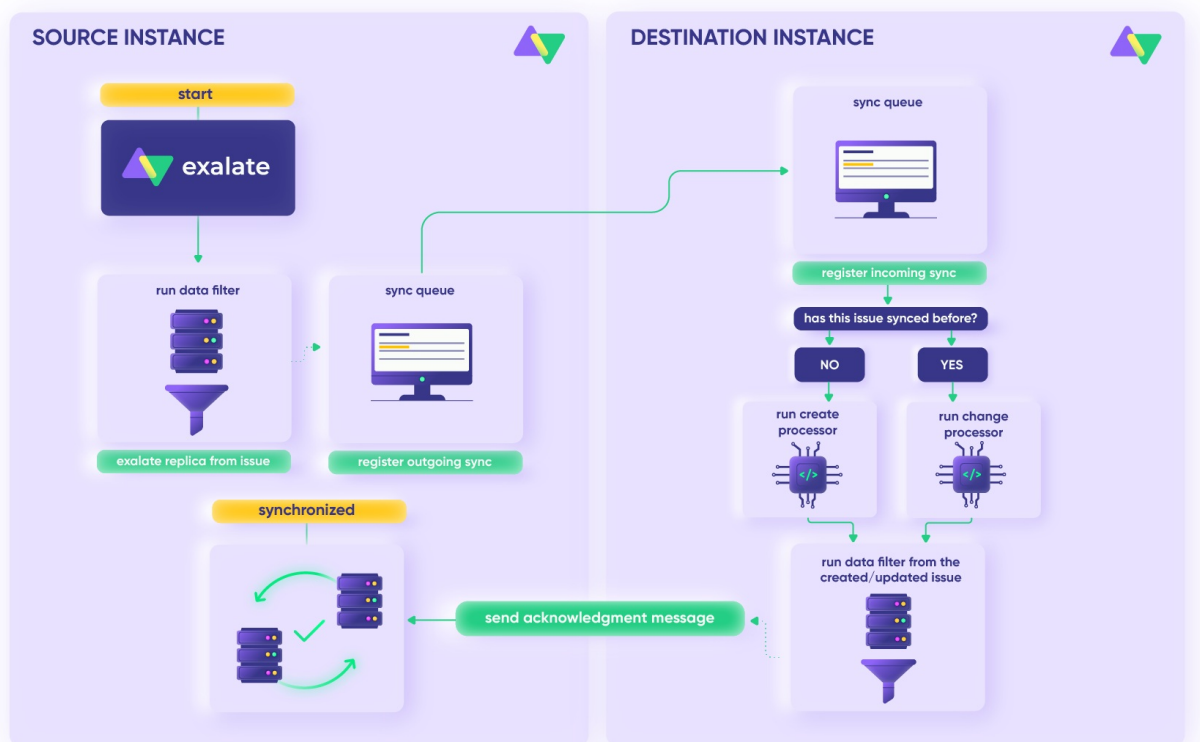 SOURCE INSTANCE
start
exalate
run data filter
exalate replica from issue
sync queue
register outgoing sync
synchronized
DESTINATION INSTANCE
sync queue
register incoming sync
has this issue synced before?
NO
YES
run create
processor
</>
run change
processor
</>
run data filter from the
created/updated issue
send acknowledgment message